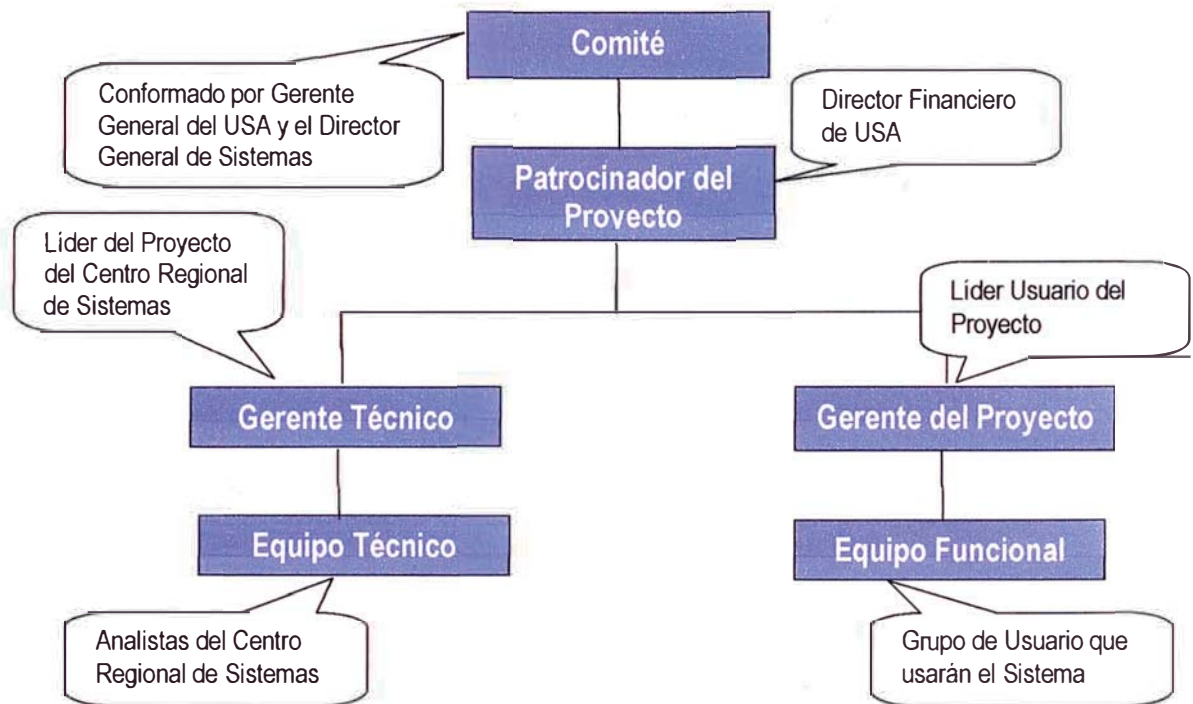 Comité
Conformado por Gerente
General del USA y el Director
General de Sistemas
Director Financiero
de USA
Patrocinador del
Proyecto
Líder del Proyecto
del Centro Regional
de Sistemas
Líder Usuario del
Proyecto
Gerente Técnico
Gerente del Proyecto
Equipo Técnico
Equipo Funcional
Analistas del Centro
Regional de Sistemas
Grupo de Usuario que
usarán el Sistema